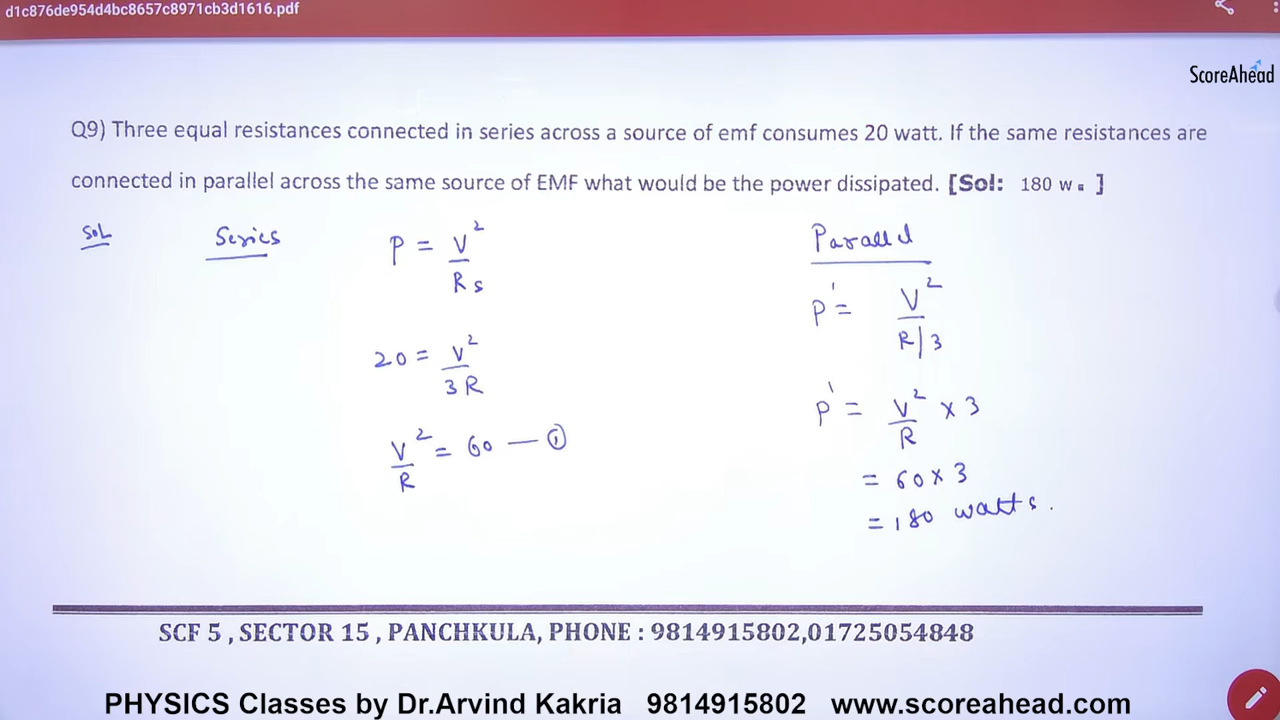 d1c876de954d4bc8657c8971cb3d1616.pdf
ScoreAhead
Q9) Three equal resistances connected in series across a source of emf consumes 20 watt. If the same resistances are
connected in parallel across the same source of EMF what would be the power dissipated. [Sol: 180 w. ]
Sol
Series
P = V²
Rs
20 = V²
3R
V² = 60 — ①
R
Parallel
P' = V²
R/3
P' = V² × 3
R
= 60 × 3
= 180 watts.
SCF 5 , SECTOR 15 , PANCHKULA, PHONE : 9814915802,01725054848
PHYSICS Classes by Dr.Arvind Kakria 9814915802 www.scoreahead.com